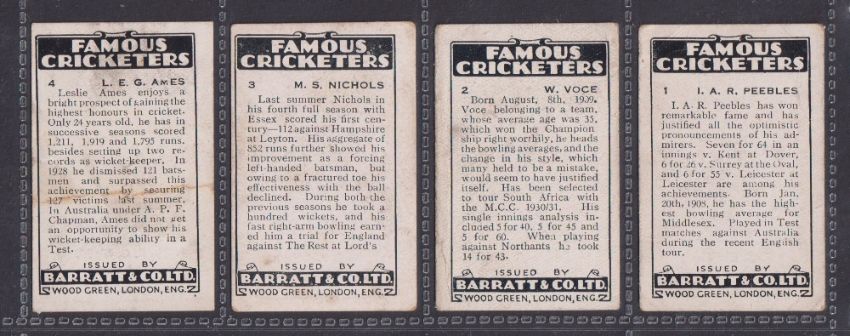 FAMOUS
CRICKETERS
4 L. E. G. AMES
Leslie Ames enjoys a
bright prospect of gaining the
highest honours in cricket.
Only 24 years old, he has in
successive seasons scored
1,211, 1,919 and 1,795 runs.
besides setting up two re-
cords as wicket-keeper. In
1928 he dismissed 121 bats-
men and surpassed this
achievement by securing
127 victims last summer.
In Australia under A. P. F.
Chapman, Ames did not get
an opportunity to show his
wicket-keeping ability in a
Test.
ISSUED BY
BARRATT & CO. LTD.
WOOD GREEN, LONDON, ENG.
FAMOUS
CRICKETERS
3 M. S. NICHOLS
Last summer Nichols in
his fourth full season with
Essex scored his first cen-
tury—112 against Hampshire
at Leyton. His aggregate of
852 runs further showed his
improvement as a forcing
left-handed batsman, but
owing to a fractured toe his
effectiveness with the ball
declined. During both the
previous seasons he took a
hundred wickets, and his
fast right-arm bowling earn-
ed him a trial for England
against The Rest at Lord's
ISSUED BY
BARRATT & CO. LTD.
WOOD GREEN, LONDON, ENG.
FAMOUS
CRICKETERS
2 W. VOCE
Born August, 8th, 1909.
Voce belonging to a team,
whose average age was 35,
which won the Champion
ship right worthily, he heads
the bowling averages, and the
change in his style, which
many held to be a mistake,
would seem to have justified
itself. Has been selected
to tour South Africa with
the M.C.C. 1930/31. His
single innings analysis in-
cluded 5 for 40, 5 for 45 and
5 for 60. When playing
against Northants he took
14 for 43.
ISSUED BY
BARRATT & CO. LTD.
WOOD GREEN, LONDON, ENG.
FAMOUS
CRICKETERS
1 I. A. R. PEEBLES
I. A. R. Peebles has won
remarkable fame and has
justified all the optimistic
pronouncements of his ad-
mirers. Seven for 64 in an
innings v. Kent at Dover,
6 for 26 v. Surrey at the Oval,
and 6 for 55 v. Leicester at
Leicester are among his
achievements. Born Jan.
20th, 1908, he has the high-
est bowling average for
Middlesex. Played in Test
matches against Australia
during the recent English
tour.
ISSUED BY
BARRATT & CO. LTD.
WOOD GREEN, LONDON, ENG.